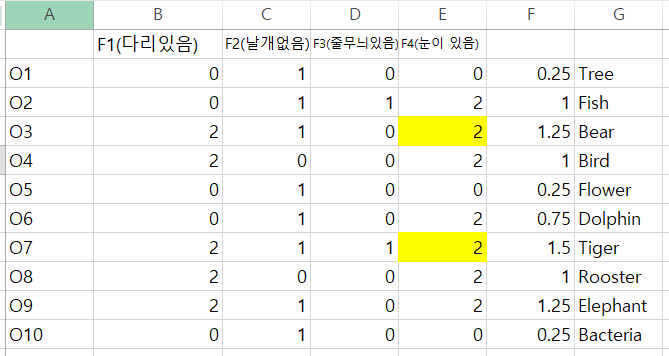 A B C D E F G
F1(다리있음) F2(날개없음) F3(줄무늬있음) F4(눈이 있음)
O1 0 1 0 0 0.25 Tree
O2 0 1 1 2 1 Fish
O3 2 1 0 2 1.25 Bear
O4 2 0 0 2 1 Bird
O5 0 1 0 0 0.25 Flower
O6 0 1 0 2 0.75 Dolphin
O7 2 1 1 2 1.5 Tiger
O8 2 0 0 2 1 Rooster
O9 2 1 0 2 1.25 Elephant
O10 0 1 0 0 0.25 Bacteria